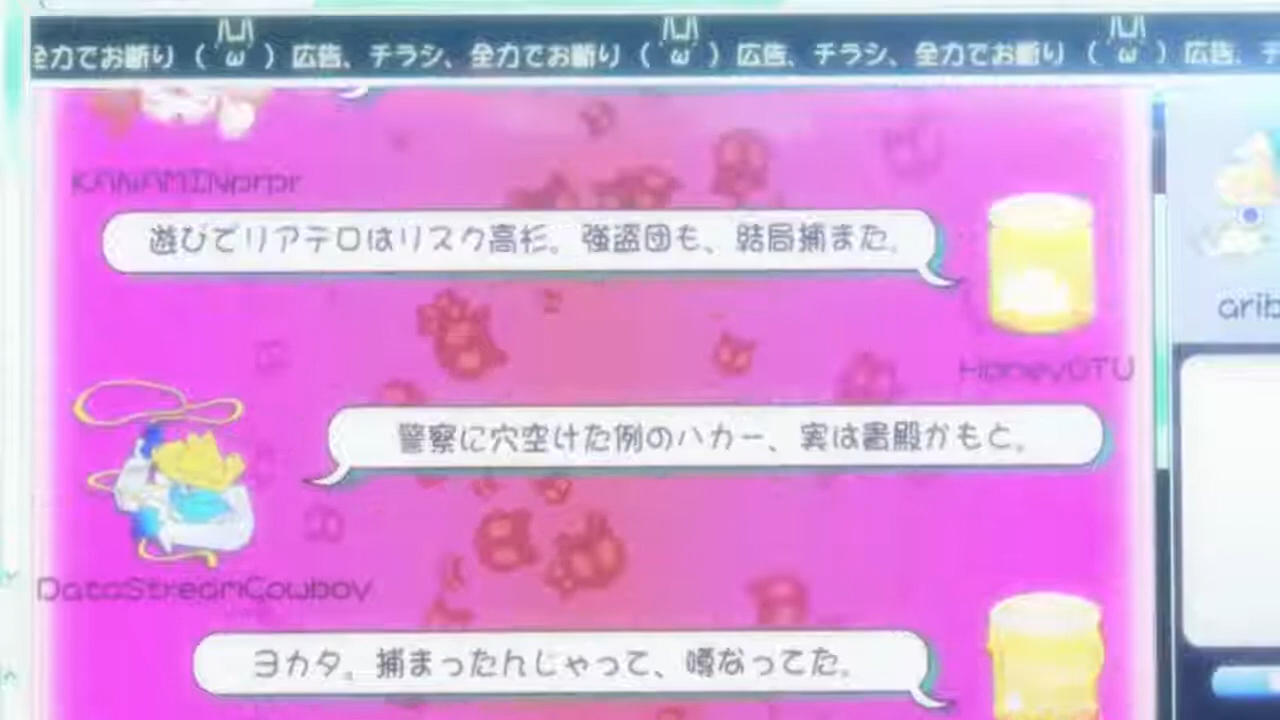 全力でお断り（ ´ω` ）広告、チラシ、全力でお断り（ ´ω` ）広告、チラシ、全力でお断り（ ´ω` ）広告、チ
KANAMINprpr
遊びでリアテロはリスク高杉。強盗団も、結局捕また。
arib
HoneyGTU
警察に穴空けた例のハカー、実は書殿かもと。
DataStreamCowboy
ヨカタ。捕まったんじゃって、噂なってた。